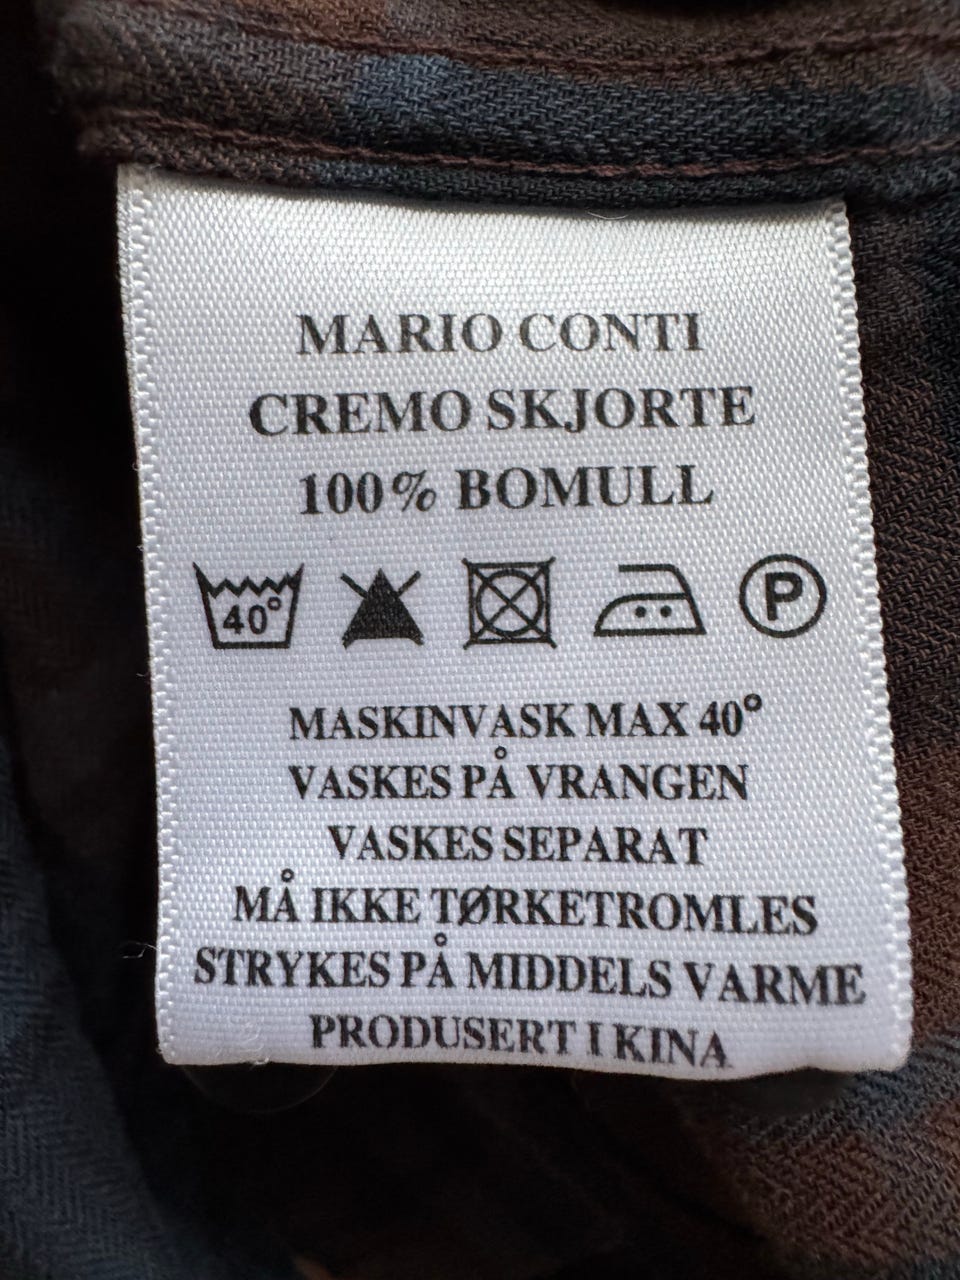 MARIO CONTI
CREMO SKJORTE
100% BOMULL
40° P
MASKINVASK MAX 40°
VASKES PÅ VRANGEN
VASKES SEPARAT
MÅ IKKE TØRKETROMLES
STRYKES PÅ MIDDELS VARME
PRODUSERT I KINA